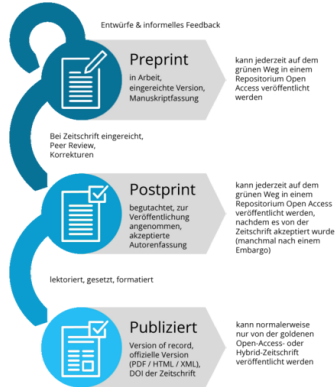 Entwürfe & informelles Feedback
Preprint
in Arbeit,
eingereichte Version,
Manuskriptfassung
kann jederzeit auf dem
grünen Weg in einem
Repositorium Open
Access veröffentlicht
werden
Bei Zeitschrift eingereicht,
Peer Review,
Korrekturen
Postprint
begutachtet, zur
Veröffentlichung
angenommen,
akzeptierte
Autorenfassung
kann jederzeit auf dem
grünen Weg in einem
Repositorium Open Access
veröffentlicht werden,
nachdem es von der
Zeitschrift akzeptiert wurde
(manchmal nach einem
Embargo)
lektoriert, gesetzt, formatiert
Publiziert
Version of record,
offizielle Version
(PDF / HTML / XML),
DOI der Zeitschrift
kann normalerweise
nur von der goldenen
Open-Access- oder
Hybrid-Zeitschrift
veröffentlicht werden